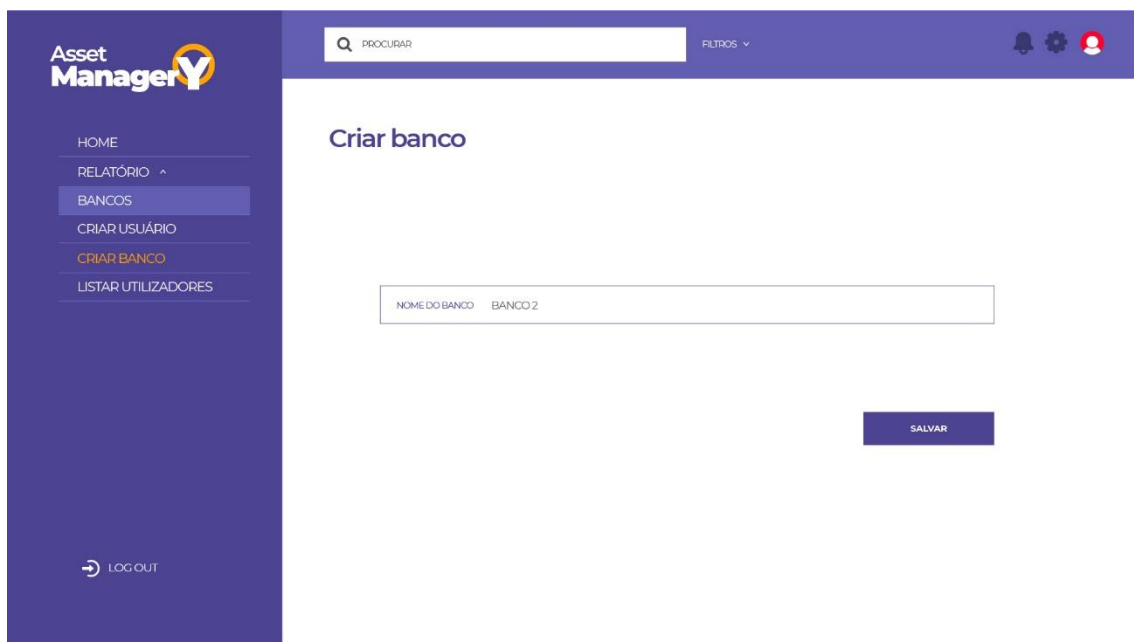 Asset
ManagerY
HOME
RELATÓRIO
BANCOS
CRIAR USUÁRIO
CRIAR BANCO
LISTAR UTILIZADORES
LOG OUT
PROCURAR
FILTROS
Criar banco
NOME DO BANCO BANCO 2
SALVAR